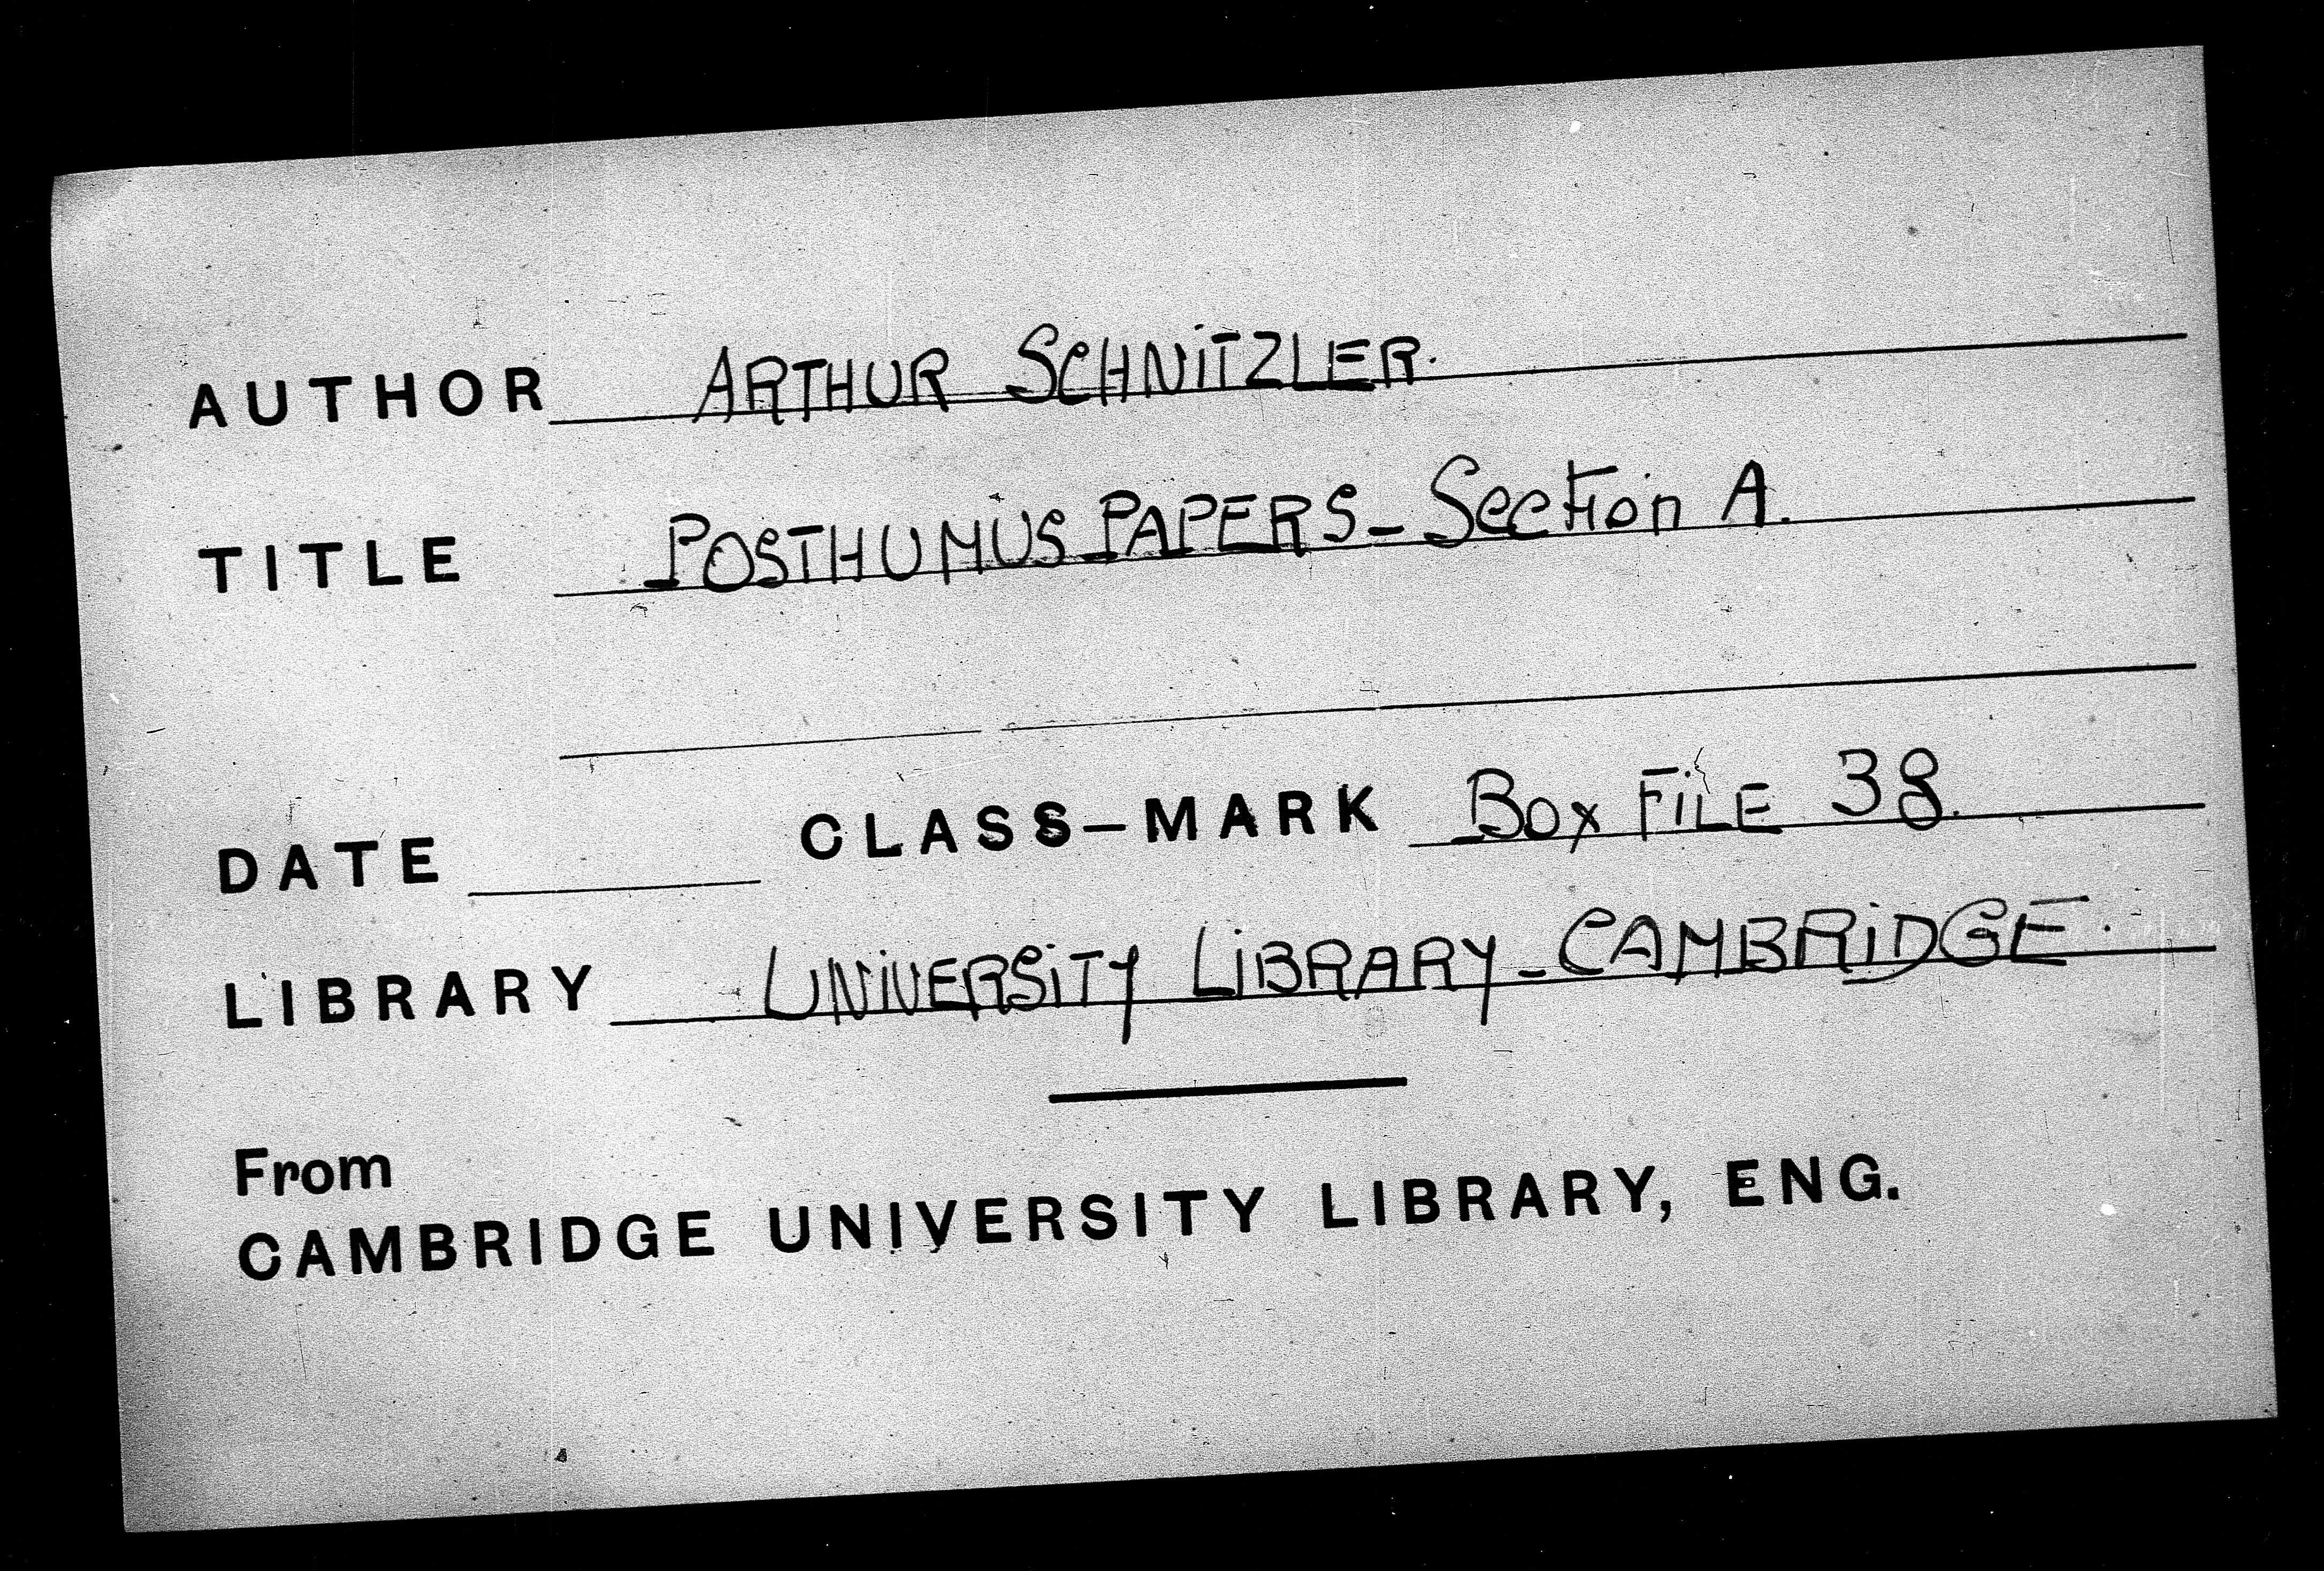 AUTHOR ARTHUR SCHNITZLER.
TITLE POSTHUMUS PAPERS - Section A.
DATE CLASS-MARK BOX FILE 38.
LIBRARY UNIVERSITY LIBRARY - CAMBRIDGE.
From
CAMBRIDGE UNIVERSITY LIBRARY, ENG.